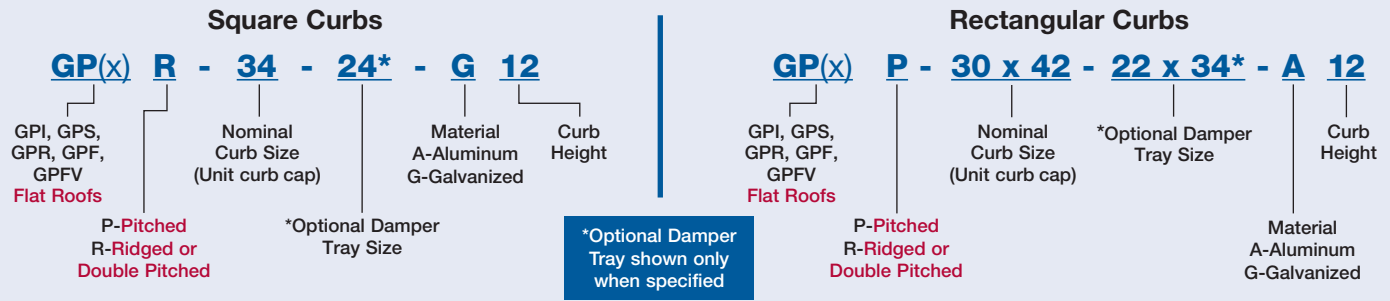 Square Curbs
GP(x) R - 34 - 24* - G 12
GPI, GPS,
GPR, GPF,
GPFV
Flat Roofs
P-Pitched
R-Ridged or
Double Pitched
Nominal
Curb Size
(Unit curb cap)
*Optional Damper
Tray Size
Material
A-Aluminum
G-Galvanized
Curb
Height
*Optional Damper
Tray shown only
when specified
Rectangular Curbs
GP(x) P - 30 x 42 - 22 x 34* - A 12
GPI, GPS,
GPR, GPF,
GPFV
Flat Roofs
P-Pitched
R-Ridged or
Double Pitched
Nominal
Curb Size
(Unit curb cap)
*Optional Damper
Tray Size
Material
A-Aluminum
G-Galvanized
Curb
Height